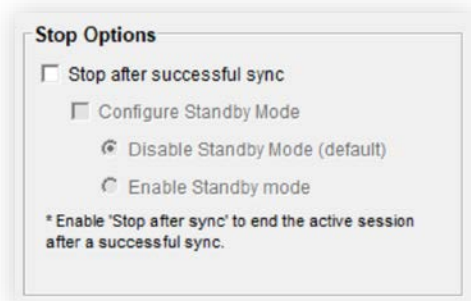 Stop Options
Stop after successful sync
Configure Standby Mode
Disable Standby Mode (default)
Enable Standby mode
* Enable 'Stop after sync' to end the active session
after a successful sync.